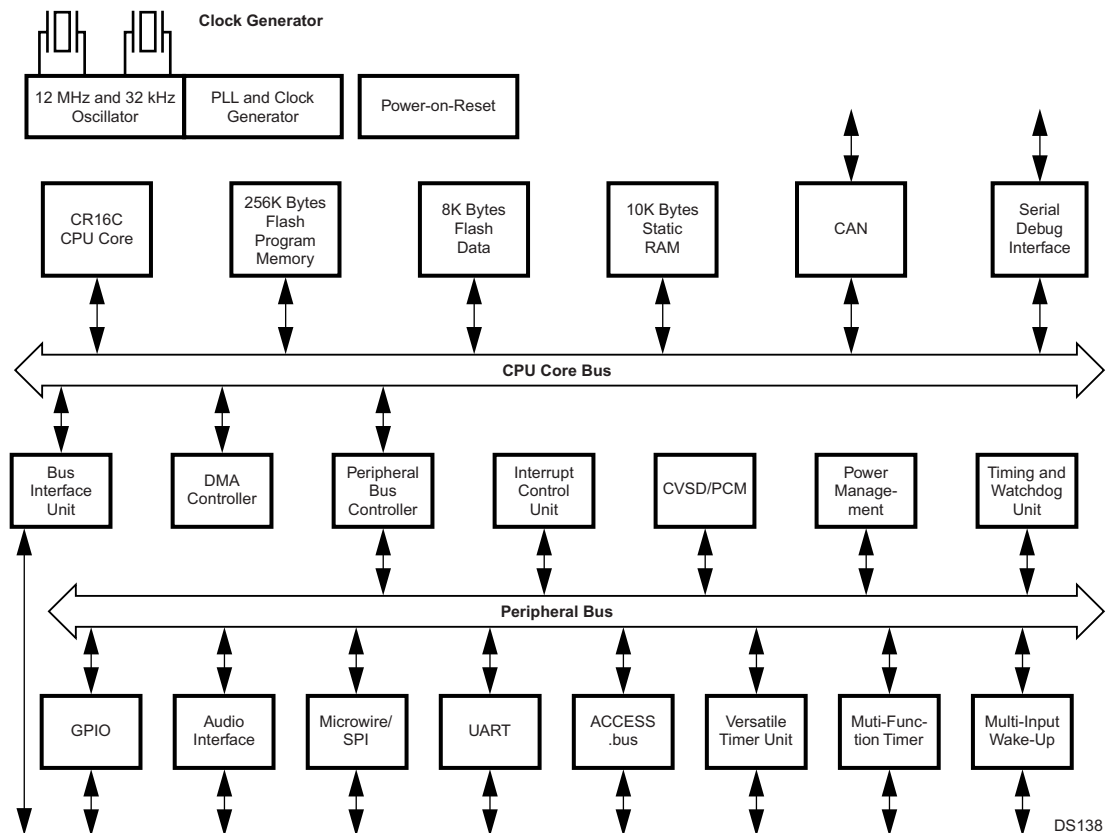 Clock Generator
12 MHz and 32 kHz
Oscillator
PLL and Clock
Generator
Power-on-Reset
CR16C
CPU Core
256K Bytes
Flash
Program
Memory
8K Bytes
Flash
Data
10K Bytes
Static
RAM
CAN
Serial
Debug
Interface
CPU Core Bus
Bus
Interface
Unit
DMA
Controller
Peripheral
Bus
Controller
Interrupt
Control
Unit
CVSD/PCM
Power
Manage-
ment
Timing and
Watchdog
Unit
Peripheral Bus
GPIO
Audio
Interface
Microwire/
SPI
UART
ACCESS
.bus
Versatile
Timer Unit
Muti-Func-
tion Timer
Multi-Input
Wake-Up
DS138